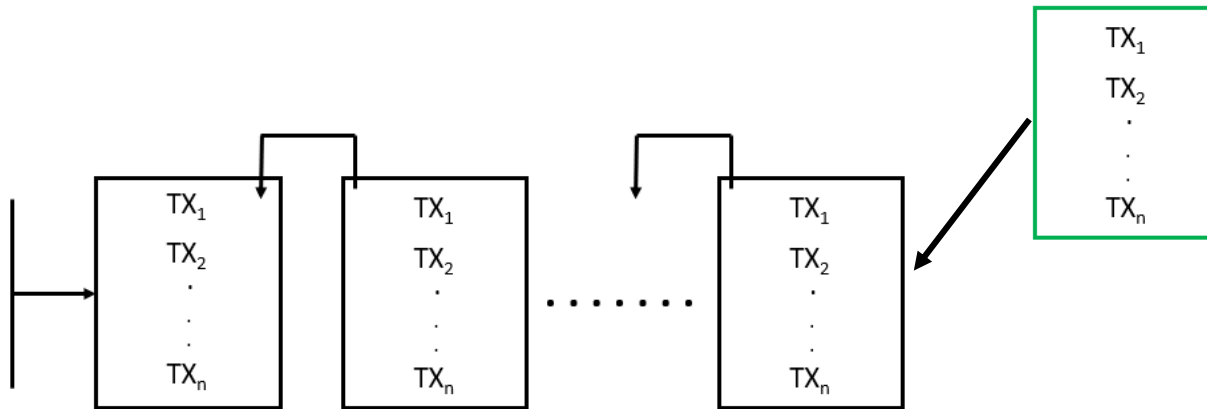 TX₁
TX₂
.
.
.
TXₙ
TX₁
TX₂
.
.
.
TXₙ
.......
TX₁
TX₂
.
.
.
TXₙ
TX₁
TX₂
.
.
.
TXₙ